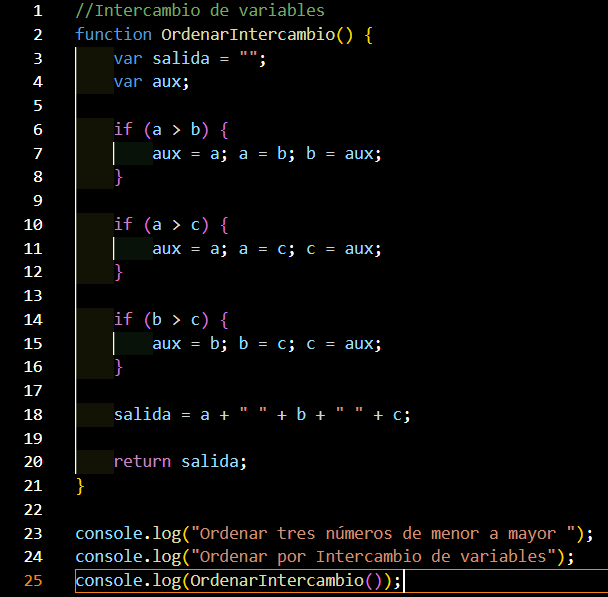 1 //Intercambio de variables
2 function OrdenarIntercambio() {
3 var salida = "";
4 var aux;
5
6 if (a > b) {
7 aux = a; a = b; b = aux;
8 }
9
10 if (a > c) {
11 aux = a; a = c; c = aux;
12 }
13
14 if (b > c) {
15 aux = b; b = c; c = aux;
16 }
17
18 salida = a + " " + b + " " + c;
19
20 return salida;
21 }
22
23 console.log("Ordenar tres números de menor a mayor ");
24 console.log("Ordenar por Intercambio de variables");
25 console.log(OrdenarIntercambio());